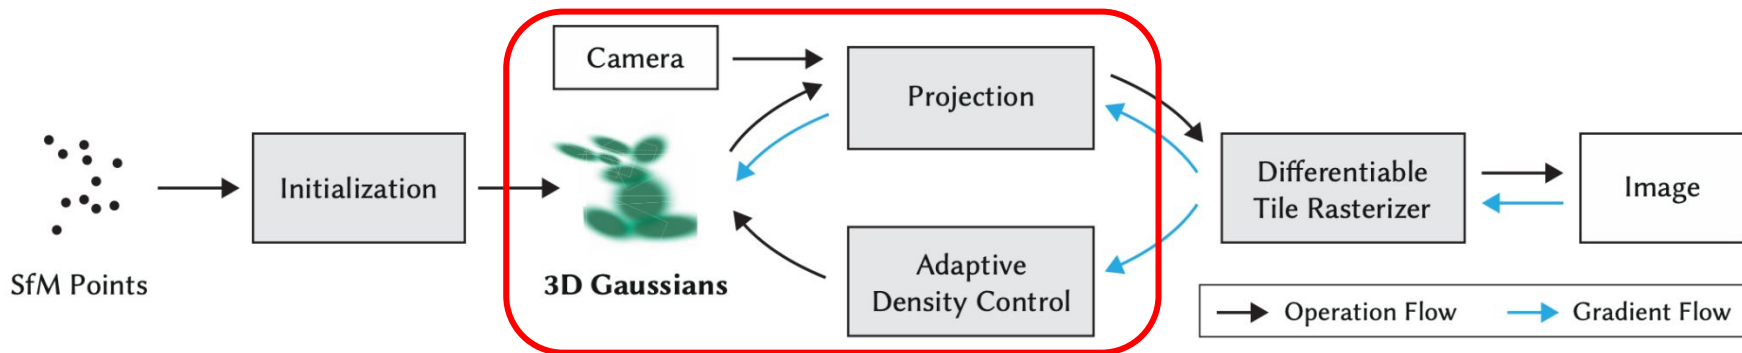 SfM Points
Initialization
Camera
3D Gaussians
Projection
Adaptive
Density Control
Differentiable
Tile Rasterizer
Image
Operation Flow
Gradient Flow